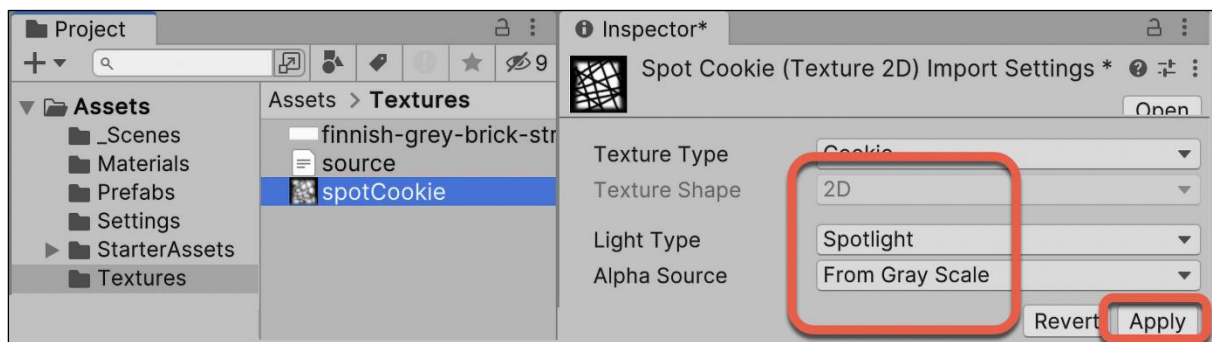 Project
9
Assets
_Scenes
Materials
Prefabs
Settings
StarterAssets
Textures
Assets > Textures
finnish-grey-brick-str
source
spotCookie
Inspector*
Spot Cookie (Texture 2D) Import Settings *
Open
Texture Type Cookie
Texture Shape 2D
Light Type Spotlight
Alpha Source From Gray Scale
Revert Apply